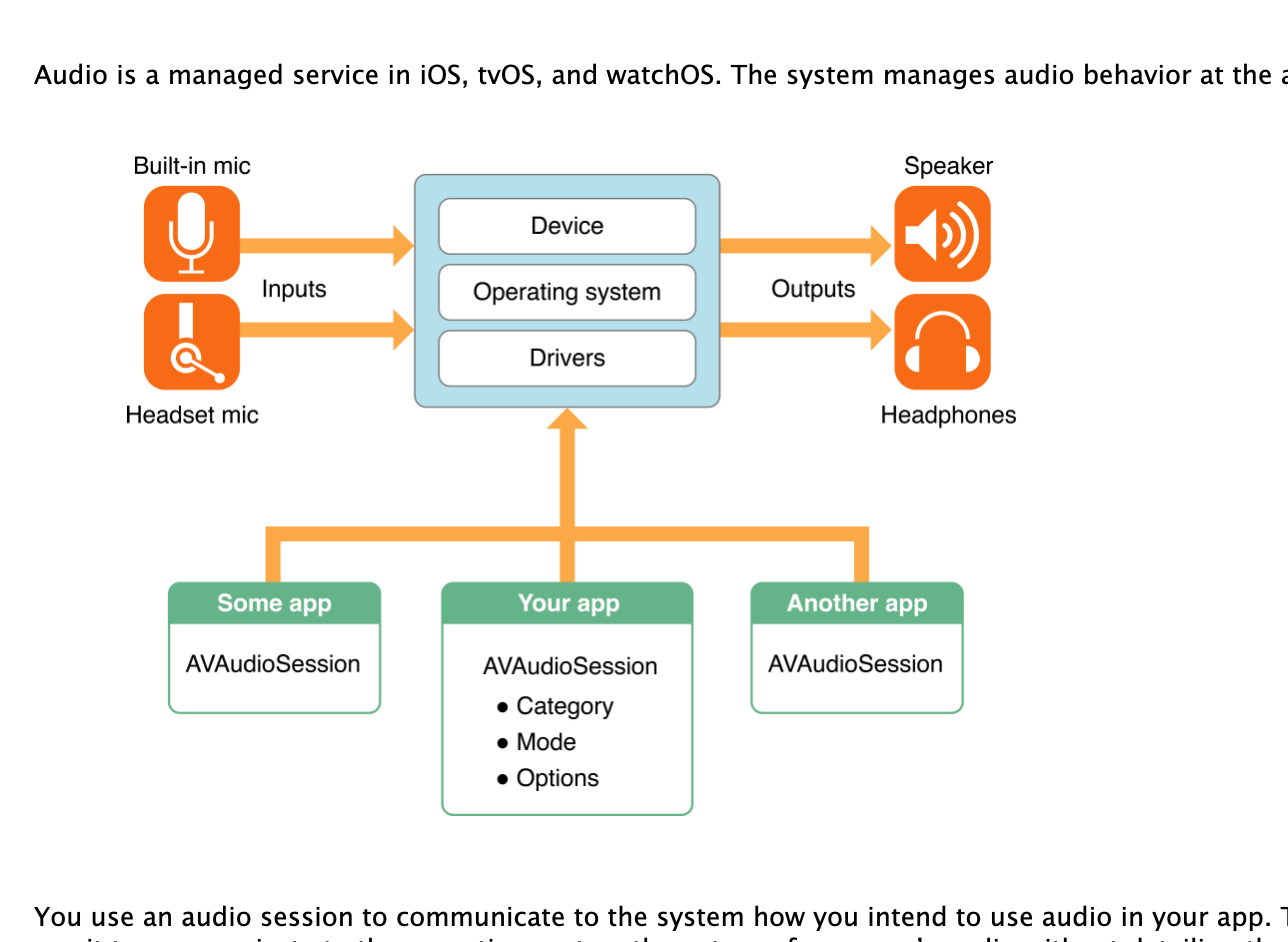 Audio is a managed service in iOS, tvOS, and watchOS. The system manages audio behavior at the
Built-in mic
Speaker
Device
Inputs
Operating system
Outputs
Drivers
Headset mic
Headphones
Some app
Your app
Another app
AVAudioSession
AVAudioSession
AVAudioSession
● Category
● Mode
● Options
You use an audio session to communicate to the system how you intend to use audio in your app.